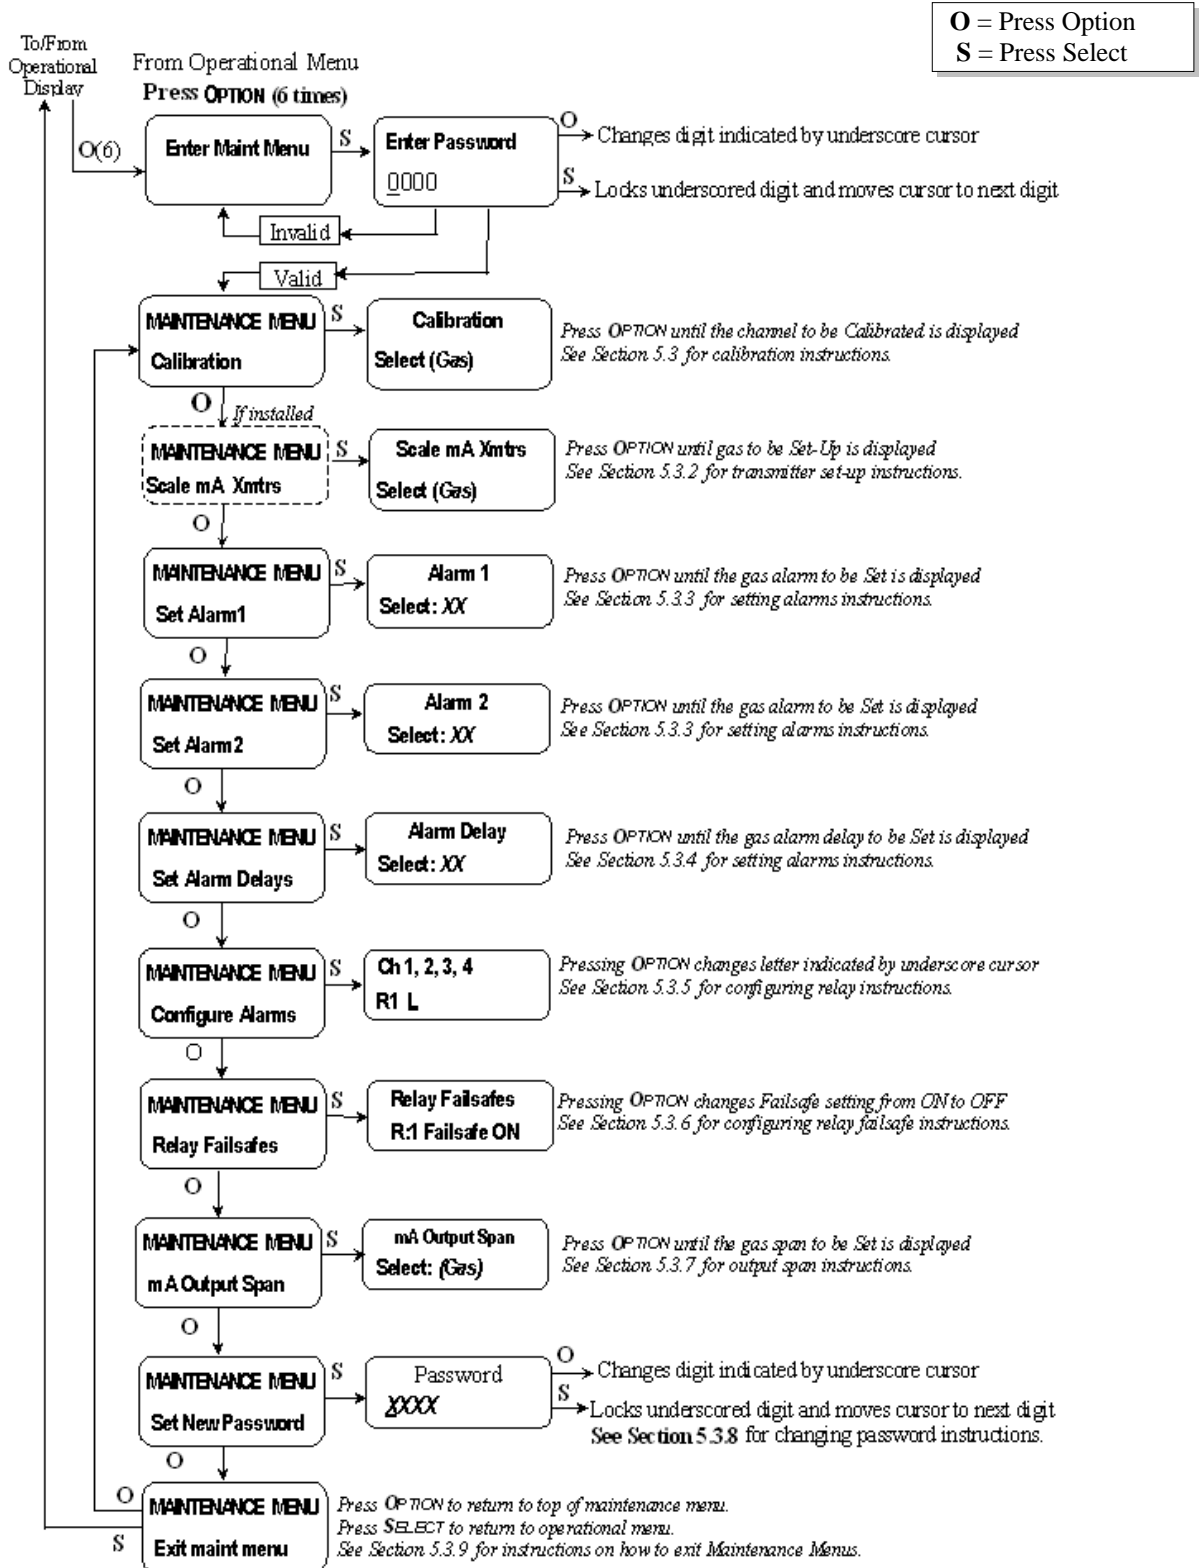 O = Press Option
S = Press Select
To/From
Operational
Display
From Operational Menu
Press OPTION (6 times)
O(6)
Enter Maint Menu
S
Enter Password
0000
O
Changes digit indicated by underscore cursor
S
Locks underscored digit and moves cursor to next digit
Invalid
Valid
MAINTENANCE MENU
Calibration
S
Calibration
Select (Gas)
Press OPTION until the channel to be Calibrated is displayed
See Section 5.3 for calibration instructions.
O
If installed
MAINTENANCE MENU
Scale mA Xmtrs
S
Scale mA Xmtrs
Select (Gas)
Press OPTION until gas to be Set-Up is displayed
See Section 5.3.2 for transmitter set-up instructions.
O
MAINTENANCE MENU
Set Alarm1
S
Alarm 1
Select: XX
Press OPTION until the gas alarm to be Set is displayed
See Section 5.3.3 for setting alarms instructions.
O
MAINTENANCE MENU
Set Alarm2
S
Alarm 2
Select: XX
Press OPTION until the gas alarm to be Set is displayed
See Section 5.3.3 for setting alarms instructions.
O
MAINTENANCE MENU
Set Alarm Delays
S
Alarm Delay
Select: XX
Press OPTION until the gas alarm delay to be Set is displayed
See Section 5.3.4 for setting alarms instructions.
O
MAINTENANCE MENU
Configure Alarms
S
Ch 1, 2, 3, 4
R1 L
Pressing OPTION changes letter indicated by underscore cursor
See Section 5.3.5 for configuring relay instructions.
O
MAINTENANCE MENU
Relay Failsafes
S
Relay Failsafes
R:1 Failsafe ON
Pressing OPTION changes Failsafe setting from ON to OFF
See Section 5.3.6 for configuring relay failsafe instructions.
O
MAINTENANCE MENU
mA Output Span
S
mA Output Span
Select: (Gas)
Press OPTION until the gas span to be Set is displayed
See Section 5.3.7 for output span instructions.
O
MAINTENANCE MENU
Set New Password
S
Password
XXXX
O
Changes digit indicated by underscore cursor
S
Locks underscored digit and moves cursor to next digit
See Section 5.3.8 for changing password instructions.
O
O
S
MAINTENANCE MENU
Exit maint menu
Press OPTION to return to top of maintenance menu.
Press SELECT to return to operational menu.
See Section 5.3.9 for instructions on how to exit Maintenance Menus.